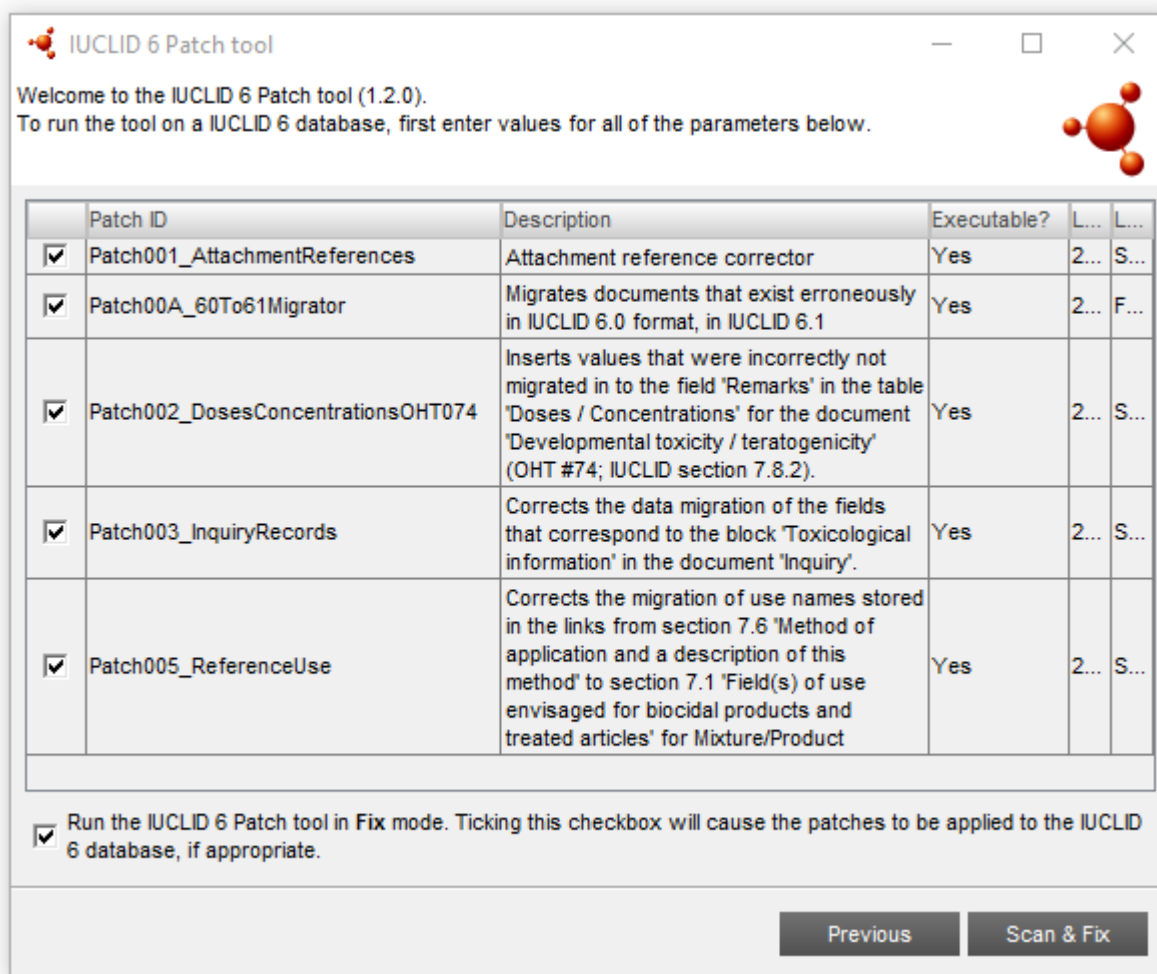 IUCLID 6 Patch tool
Welcome to the IUCLID 6 Patch tool (1.2.0).
To run the tool on a IUCLID 6 database, first enter values for all of the parameters below.
Patch ID Description Executable? L... L...
Patch001_AttachmentReferences Attachment reference corrector Yes 2... S...
Patch00A_60To61Migrator Migrates documents that exist erroneously Yes 2... F...
in IUCLID 6.0 format, in IUCLID 6.1
Inserts values that were incorrectly not
migrated in to the field 'Remarks' in the table
Patch002_DosesConcentrationsOHT074 'Doses / Concentrations' for the document Yes 2... S...
'Developmental toxicity / teratogenicity'
(OHT #74; IUCLID section 7.8.2).
Corrects the data migration of the fields
Patch003_InquiryRecords that correspond to the block 'Toxicological Yes 2... S...
information' in the document 'Inquiry'.
Corrects the migration of use names stored
in the links from section 7.6 'Method of
Patch005_ReferenceUse application and a description of this Yes 2... S...
method' to section 7.1 'Field(s) of use
envisaged for biocidal products and
treated articles' for Mixture/Product
Run the IUCLID 6 Patch tool in Fix mode. Ticking this checkbox will cause the patches to be applied to the IUCLID
6 database, if appropriate.
Previous Scan & Fix